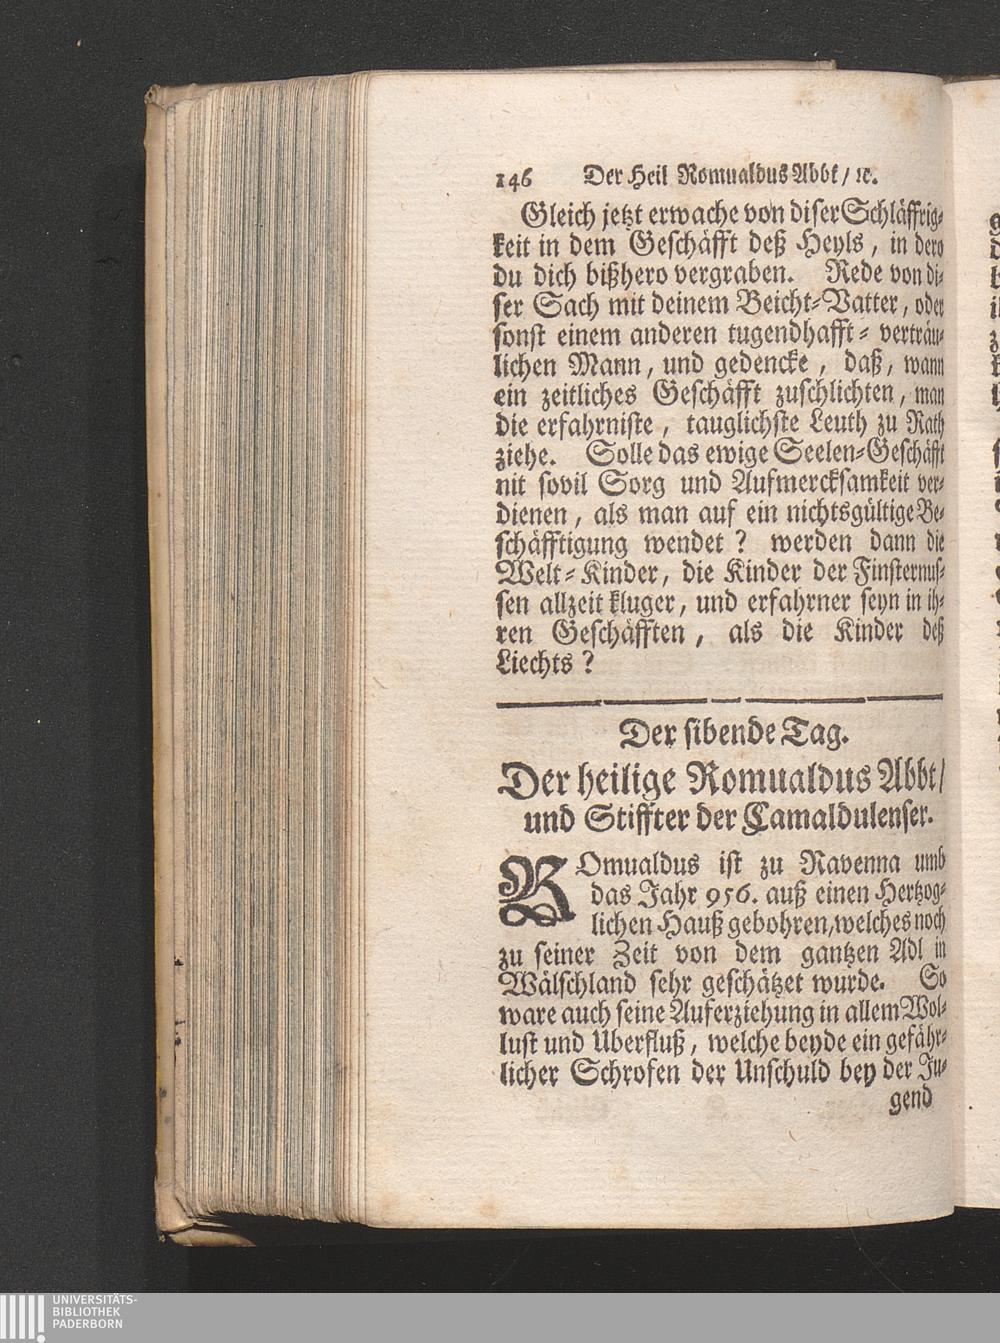 146 Der Heil Romualdus Abbt / ꝛc.
Gleich jetzt erwache von diser Schläffrig⸗
keit in dem Geschäfft deß Heyls, in dero
du dich bißhero vergraben. Rede von di⸗
ser Sach mit deinem Beicht⸗Vatter, oder
sonst einem anderen tugendhafft⸗ verträu⸗
lichen Mann, und gedencke, daß, wann
ein zeitliches Geschäfft zuschlichten, man
die erfahrniste, tauglichste Leuth zu Rath
ziehe. Solle das ewige Seelen⸗Geschäfft
nit sovil Sorg und Aufmercksamkeit ver⸗
dienen, als man auf ein nichtsgültige Be⸗
schäfftigung wendet? werden dann die
Welt⸗Kinder, die Kinder der Finsternus⸗
sen allzeit kluger, und erfahrner seyn in ih⸗
ren Geschäfften, als die Kinder deß
Liechts?
Der sibende Tag.
Der heilige Romualdus Abbt /
und Stiffter der Camaldulenser.
ROmualdus ist zu Ravenna umb
das Jahr 956. auß einen Hertzog⸗
lichen Hauß gebohren, welches noch
zu seiner Zeit von dem gantzen Adl in
Wälschland sehr geschätzet wurde. So
ware auch seine Auferziehung in allem Wol⸗
lust und Uberfluß, welche beyde ein gefähr⸗
licher Schrofen der Unschuld bey der Ju⸗
gend
UNIVERSITÄTS-
BIBLIOTHEK
PADERBORN